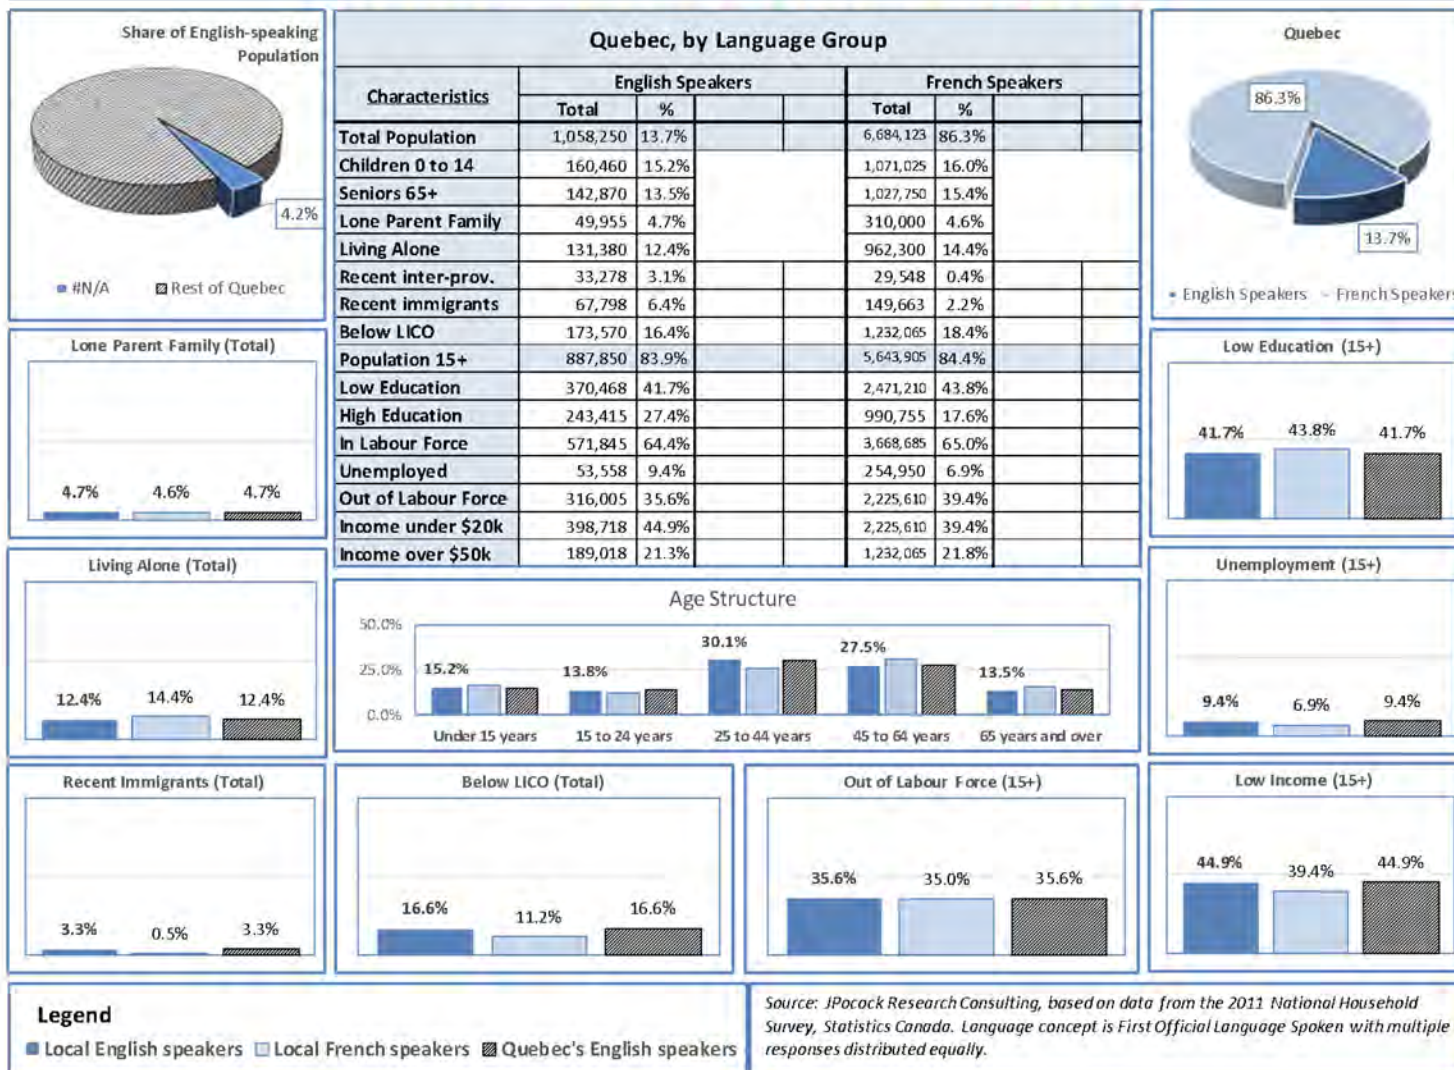 Share of English-speaking
Population
4.2%
#N/A Rest of Quebec
Quebec, by Language Group
Characteristics English Speakers French Speakers
Total % Total %
Total Population 1,058,250 13.7% 6,684,123 86.3%
Children 0 to 14 160,460 15.2% 1,071,025 16.0%
Seniors 65+ 142,870 13.5% 1,027,750 15.4%
Lone Parent Family 49,955 4.7% 310,000 4.6%
Living Alone 131,380 12.4% 962,300 14.4%
Recent inter-prov. 33,278 3.1% 29,548 0.4%
Recent immigrants 67,798 6.4% 149,663 2.2%
Below LICO 173,570 16.4% 1,232,065 18.4%
Population 15+ 887,850 83.9% 5,643,905 84.4%
Low Education 370,468 41.7% 2,471,210 43.8%
High Education 243,415 27.4% 990,755 17.6%
In Labour Force 571,845 64.4% 3,668,685 65.0%
Unemployed 53,558 9.4% 254,950 6.9%
Out of Labour Force 316,005 35.6% 2,225,610 39.4%
Income under $20k 398,718 44.9% 2,225,610 39.4%
Income over $50k 189,018 21.3% 1,232,065 21.8%
Quebec
86.3%
13.7%
English Speakers French Speakers
Lone Parent Family (Total)
4.7% 4.6% 4.7%
Low Education (15+)
41.7% 43.8% 41.7%
Living Alone (Total)
12.4% 14.4% 12.4%
Age Structure
50.0%
25.0%
0.0%
15.2% 13.8% 30.1% 27.5% 13.5%
Under 15 years 15 to 24 years 25 to 44 years 45 to 64 years 65 years and over
Unemployment (15+)
9.4% 6.9% 9.4%
Recent Immigrants (Total)
3.3% 0.5% 3.3%
Below LICO (Total)
16.6% 11.2% 16.6%
Out of Labour Force (15+)
35.6% 35.0% 35.6%
Low Income (15+)
44.9% 39.4% 44.9%
Legend
Local English speakers Local French speakers Quebec's English speakers
Source: JPocock Research Consulting, based on data from the 2011 National Household
Survey, Statistics Canada. Language concept is First Official Language Spoken with multiple
responses distributed equally.